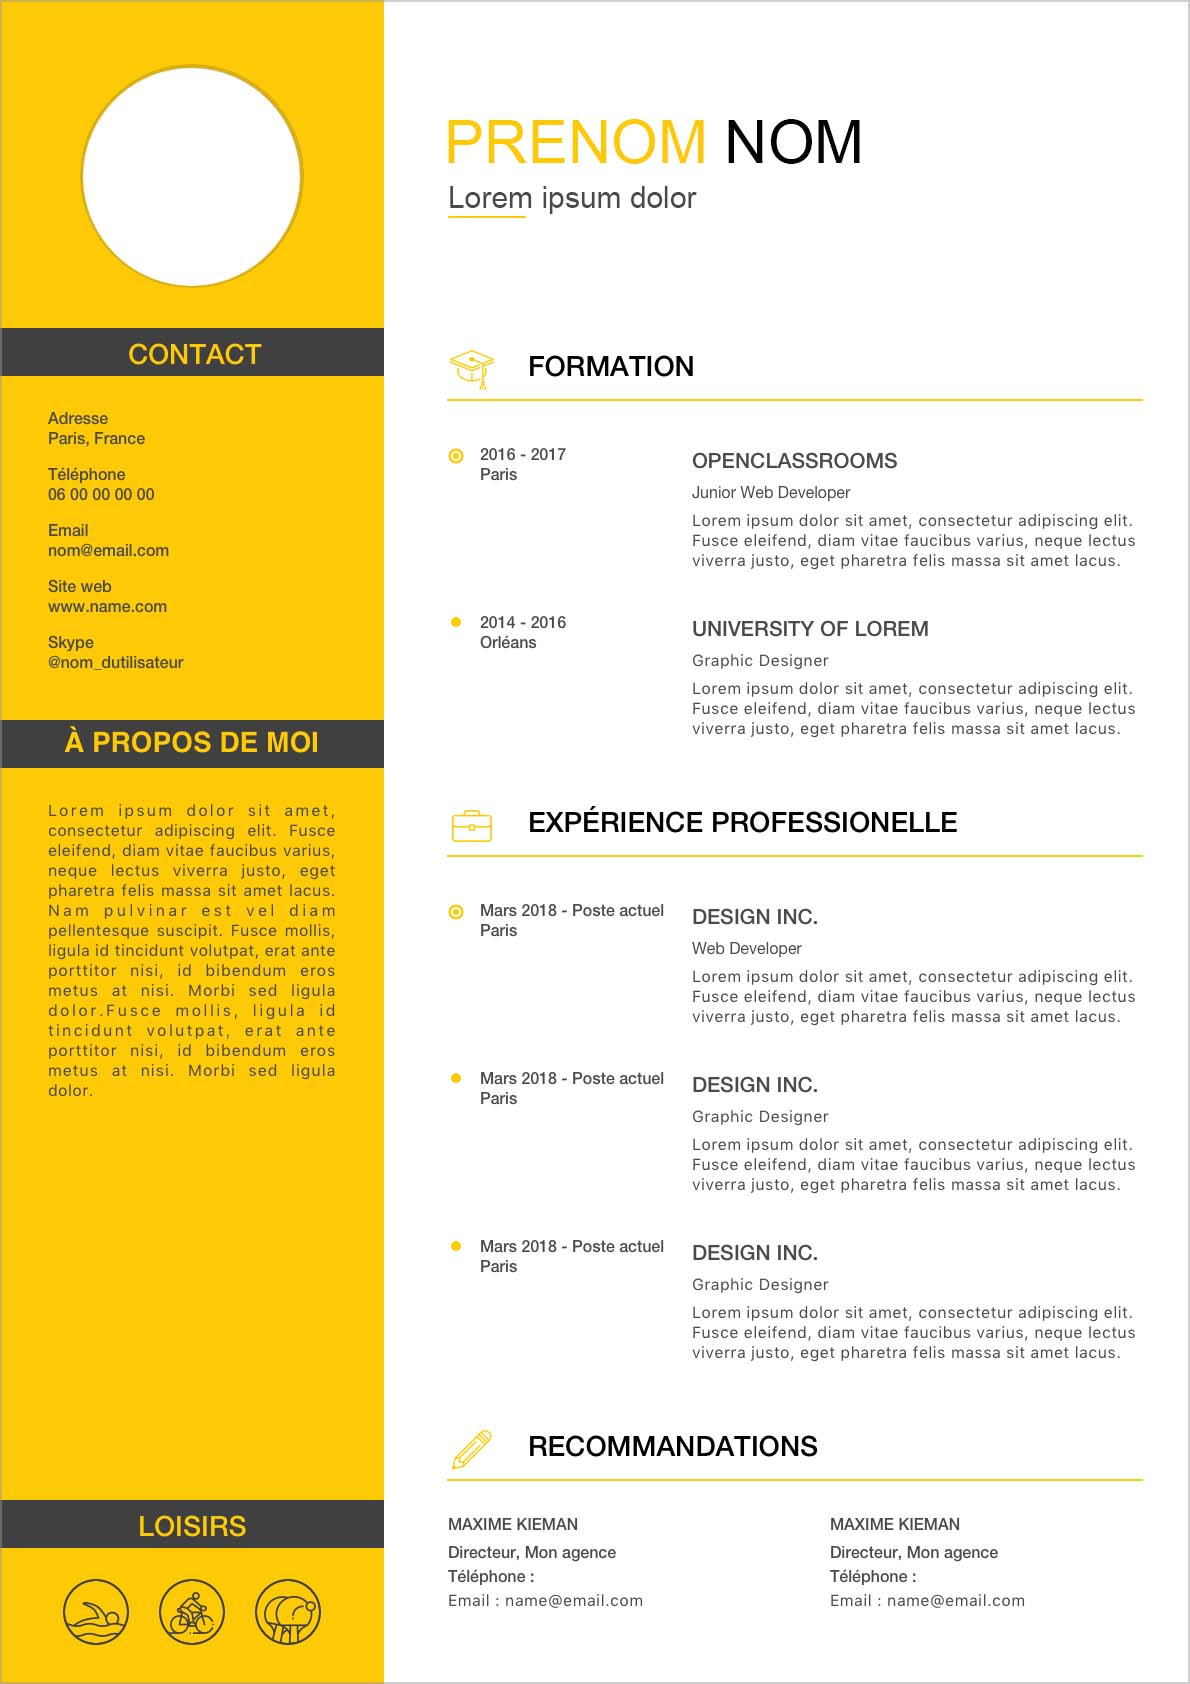 PRENOM NOM
Lorem ipsum dolor
CONTACT
Adresse
Paris, France
Téléphone
06 00 00 00 00
Email
nom@email.com
Site web
www.name.com
Skype
@nom_dutilisateur
À PROPOS DE MOI
Lorem ipsum dolor sit amet,
consectetur adipiscing elit. Fusce
eleifend, diam vitae faucibus varius,
neque lectus viverra justo, eget
pharetra felis massa sit amet lacus.
Nam pulvinar est vel diam
pellentesque suscipit. Fusce mollis,
ligula id tincidunt volutpat, erat ante
porttitor nisi, id bibendum eros
metus at nisi. Morbi sed ligula
dolor.Fusce mollis, ligula id
tincidunt volutpat, erat ante
porttitor nisi, id bibendum eros
metus at nisi. Morbi sed ligula
dolor.
LOISIRS
FORMATION
2016 - 2017
Paris
OPENCLASSROOMS
Junior Web Developer
Lorem ipsum dolor sit amet, consectetur adipiscing elit.
Fusce eleifend, diam vitae faucibus varius, neque lectus
viverra justo, eget pharetra felis massa sit amet lacus.
2014 - 2016
Orléans
UNIVERSITY OF LOREM
Graphic Designer
Lorem ipsum dolor sit amet, consectetur adipiscing elit.
Fusce eleifend, diam vitae faucibus varius, neque lectus
viverra justo, eget pharetra felis massa sit amet lacus.
EXPÉRIENCE PROFESSIONELLE
Mars 2018 - Poste actuel
Paris
DESIGN INC.
Web Developer
Lorem ipsum dolor sit amet, consectetur adipiscing elit.
Fusce eleifend, diam vitae faucibus varius, neque lectus
viverra justo, eget pharetra felis massa sit amet lacus.
Mars 2018 - Poste actuel
Paris
DESIGN INC.
Graphic Designer
Lorem ipsum dolor sit amet, consectetur adipiscing elit.
Fusce eleifend, diam vitae faucibus varius, neque lectus
viverra justo, eget pharetra felis massa sit amet lacus.
Mars 2018 - Poste actuel
Paris
DESIGN INC.
Graphic Designer
Lorem ipsum dolor sit amet, consectetur adipiscing elit.
Fusce eleifend, diam vitae faucibus varius, neque lectus
viverra justo, eget pharetra felis massa sit amet lacus.
RECOMMANDATIONS
MAXIME KIEMAN
Directeur, Mon agence
Téléphone :
Email : name@email.com
MAXIME KIEMAN
Directeur, Mon agence
Téléphone :
Email : name@email.com